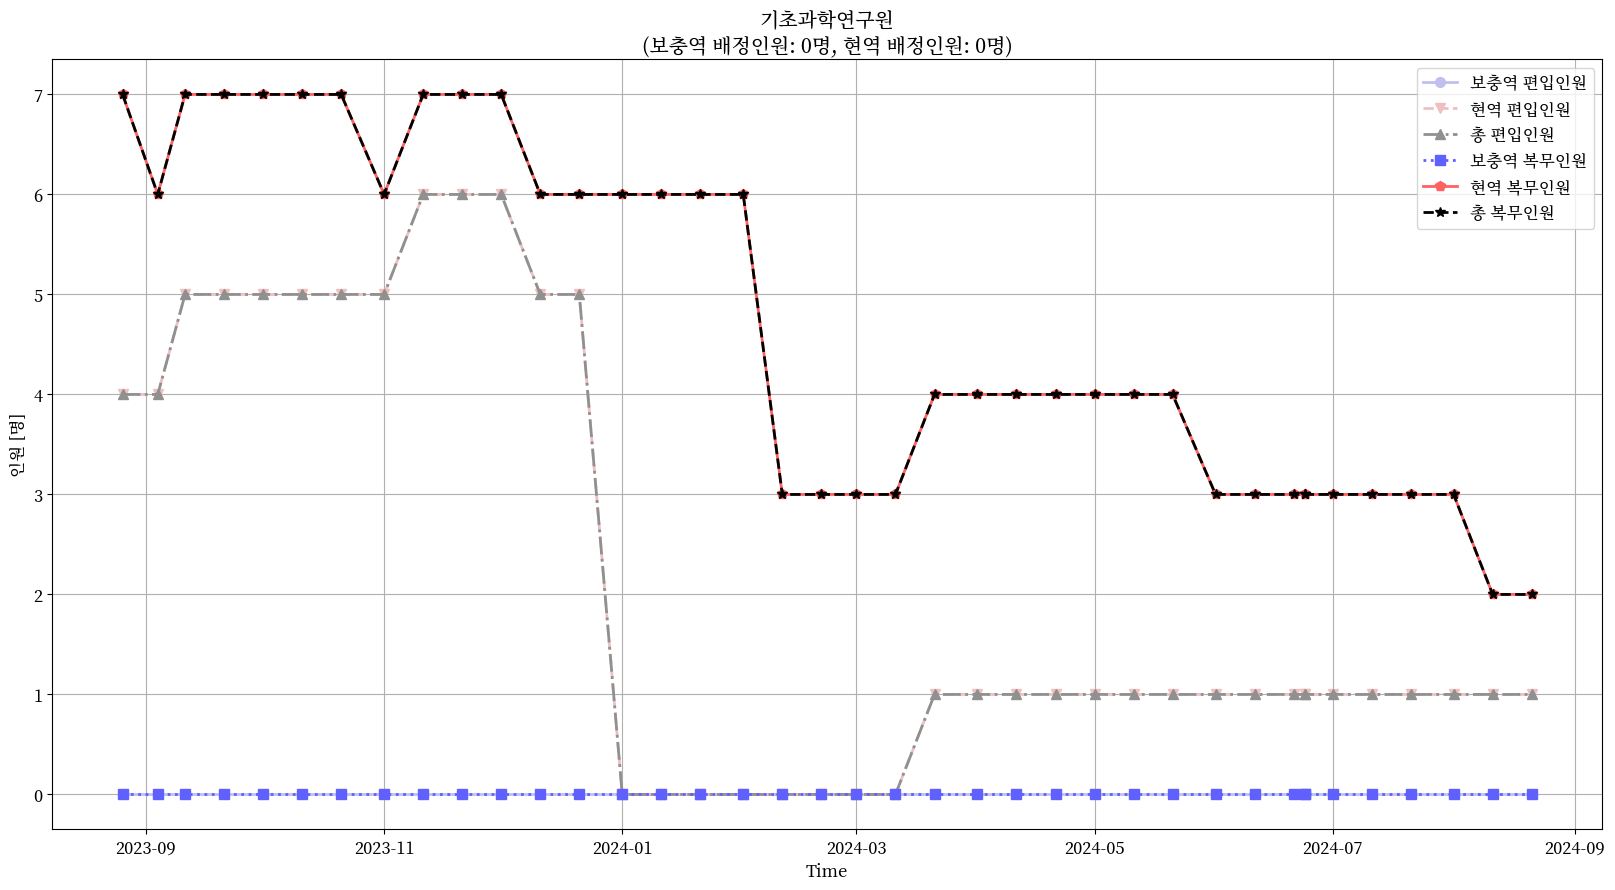 기초과학연구원
(보충역 배정인원: 0명, 현역 배정인원: 0명)
보충역 편입인원
현역 편입인원
총 편입인원
보충역 복무인원
현역 복무인원
총 복무인원
인원 [명]
7
6
5
4
3
2
1
0
2023-09
2023-11
2024-01
2024-03
2024-05
2024-07
2024-09
Time